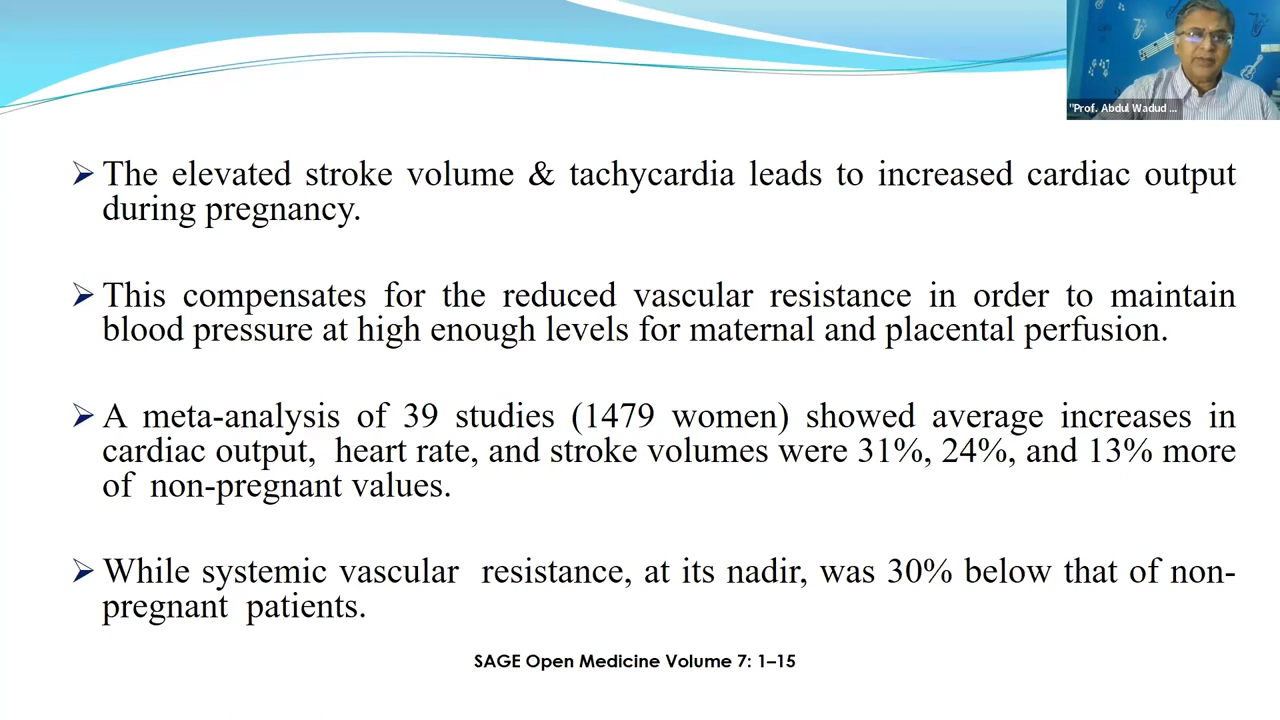 "Prof. Abdul Wadud ...
➢ The elevated stroke volume & tachycardia leads to increased cardiac output
during pregnancy.
➢ This compensates for the reduced vascular resistance in order to maintain
blood pressure at high enough levels for maternal and placental perfusion.
➢ A meta-analysis of 39 studies (1479 women) showed average increases in
cardiac output, heart rate, and stroke volumes were 31%, 24%, and 13% more
of non-pregnant values.
➢ While systemic vascular resistance, at its nadir, was 30% below that of non-
pregnant patients.
SAGE Open Medicine Volume 7: 1–15